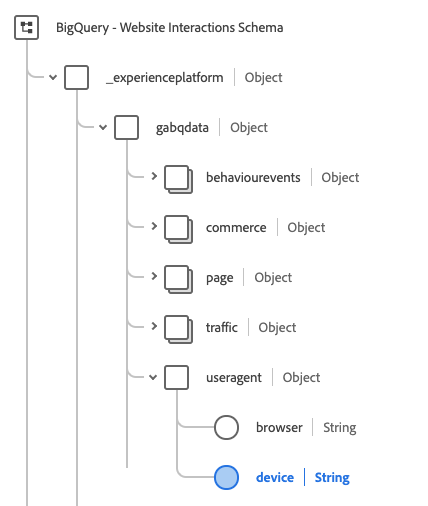 BigQuery - Website Interactions Schema
_experienceplatform | Object
gabqdata | Object
behaviourevents | Object
commerce | Object
page | Object
traffic | Object
useragent | Object
browser | String
device | String